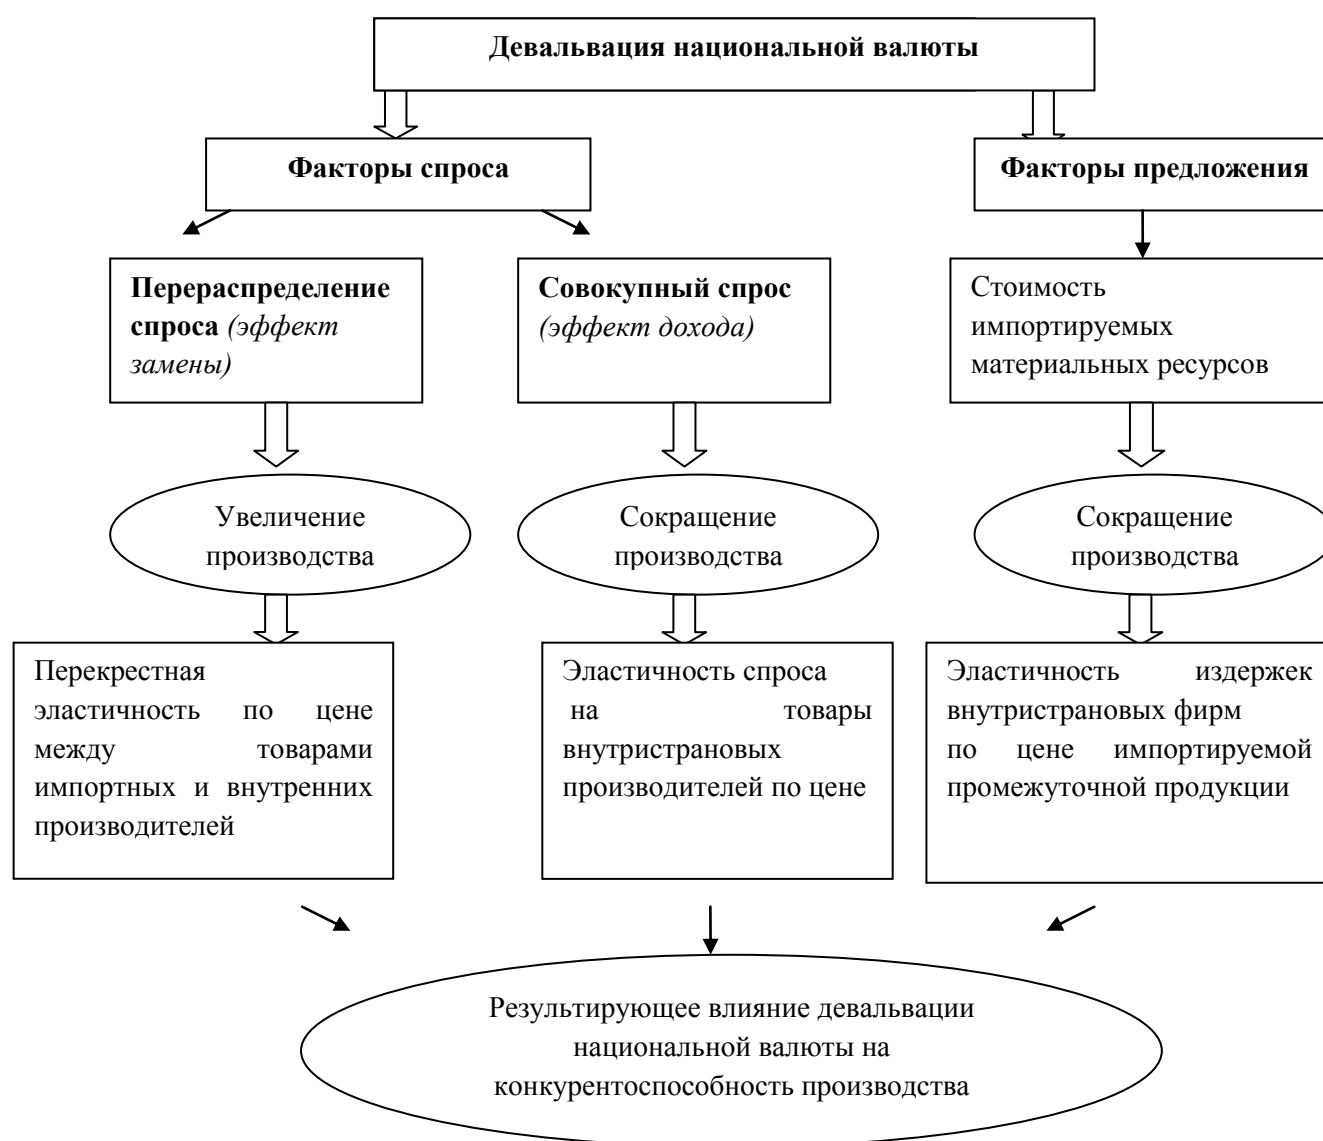 Девальвация национальной валюты
Факторы спроса
Факторы предложения
Перераспределение
спроса (эффект
замены)
Совокупный спрос
(эффект дохода)
Стоимость
импортируемых
материальных ресурсов
Увеличение
производства
Сокращение
производства
Сокращение
производства
Перекрестная
эластичность по цене
между товарами
импортных и внутренних
производителей
Эластичность спроса
на товары
внутристрановых
производителей по цене
Эластичность издержек
внутристрановых фирм
по цене импортируемой
промежуточной продукции
Результирующее влияние девальвации
национальной валюты на
конкурентоспособность производства